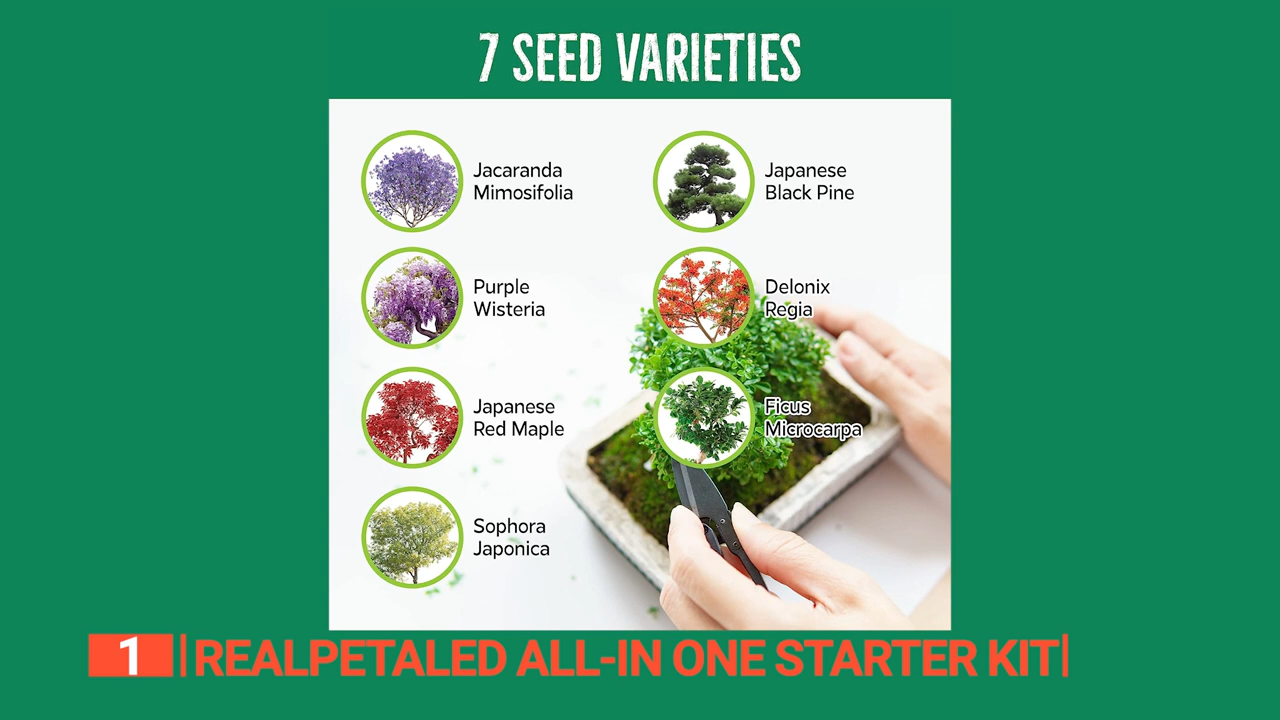 7 SEED VARIETIES
Jacaranda
Mimosifolia
Purple
Wisteria
Japanese
Red Maple
Sophora
Japonica
Japanese
Black Pine
Delonix
Regia
Ficus
Microcarpa
1 REALPETALED ALL-IN ONE STARTER KIT